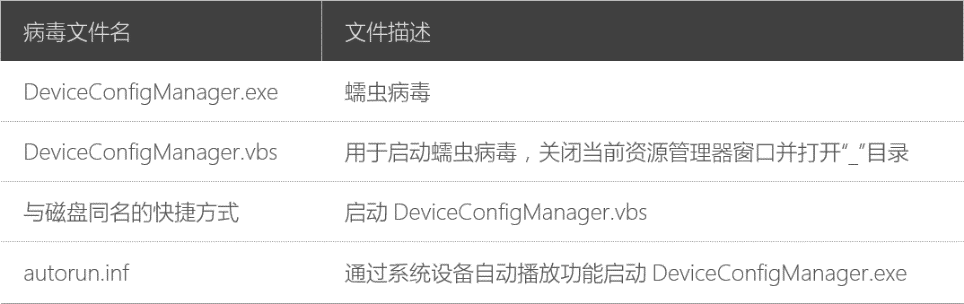 病毒文件名 文件描述
DeviceConfigManager.exe 蠕虫病毒
DeviceConfigManager.vbs 用于启动蠕虫病毒，关闭当前资源管理器窗口并打开“_”目录
与磁盘同名的快捷方式 启动 DeviceConfigManager.vbs
autorun.inf 通过系统设备自动播放功能启动 DeviceConfigManager.exe